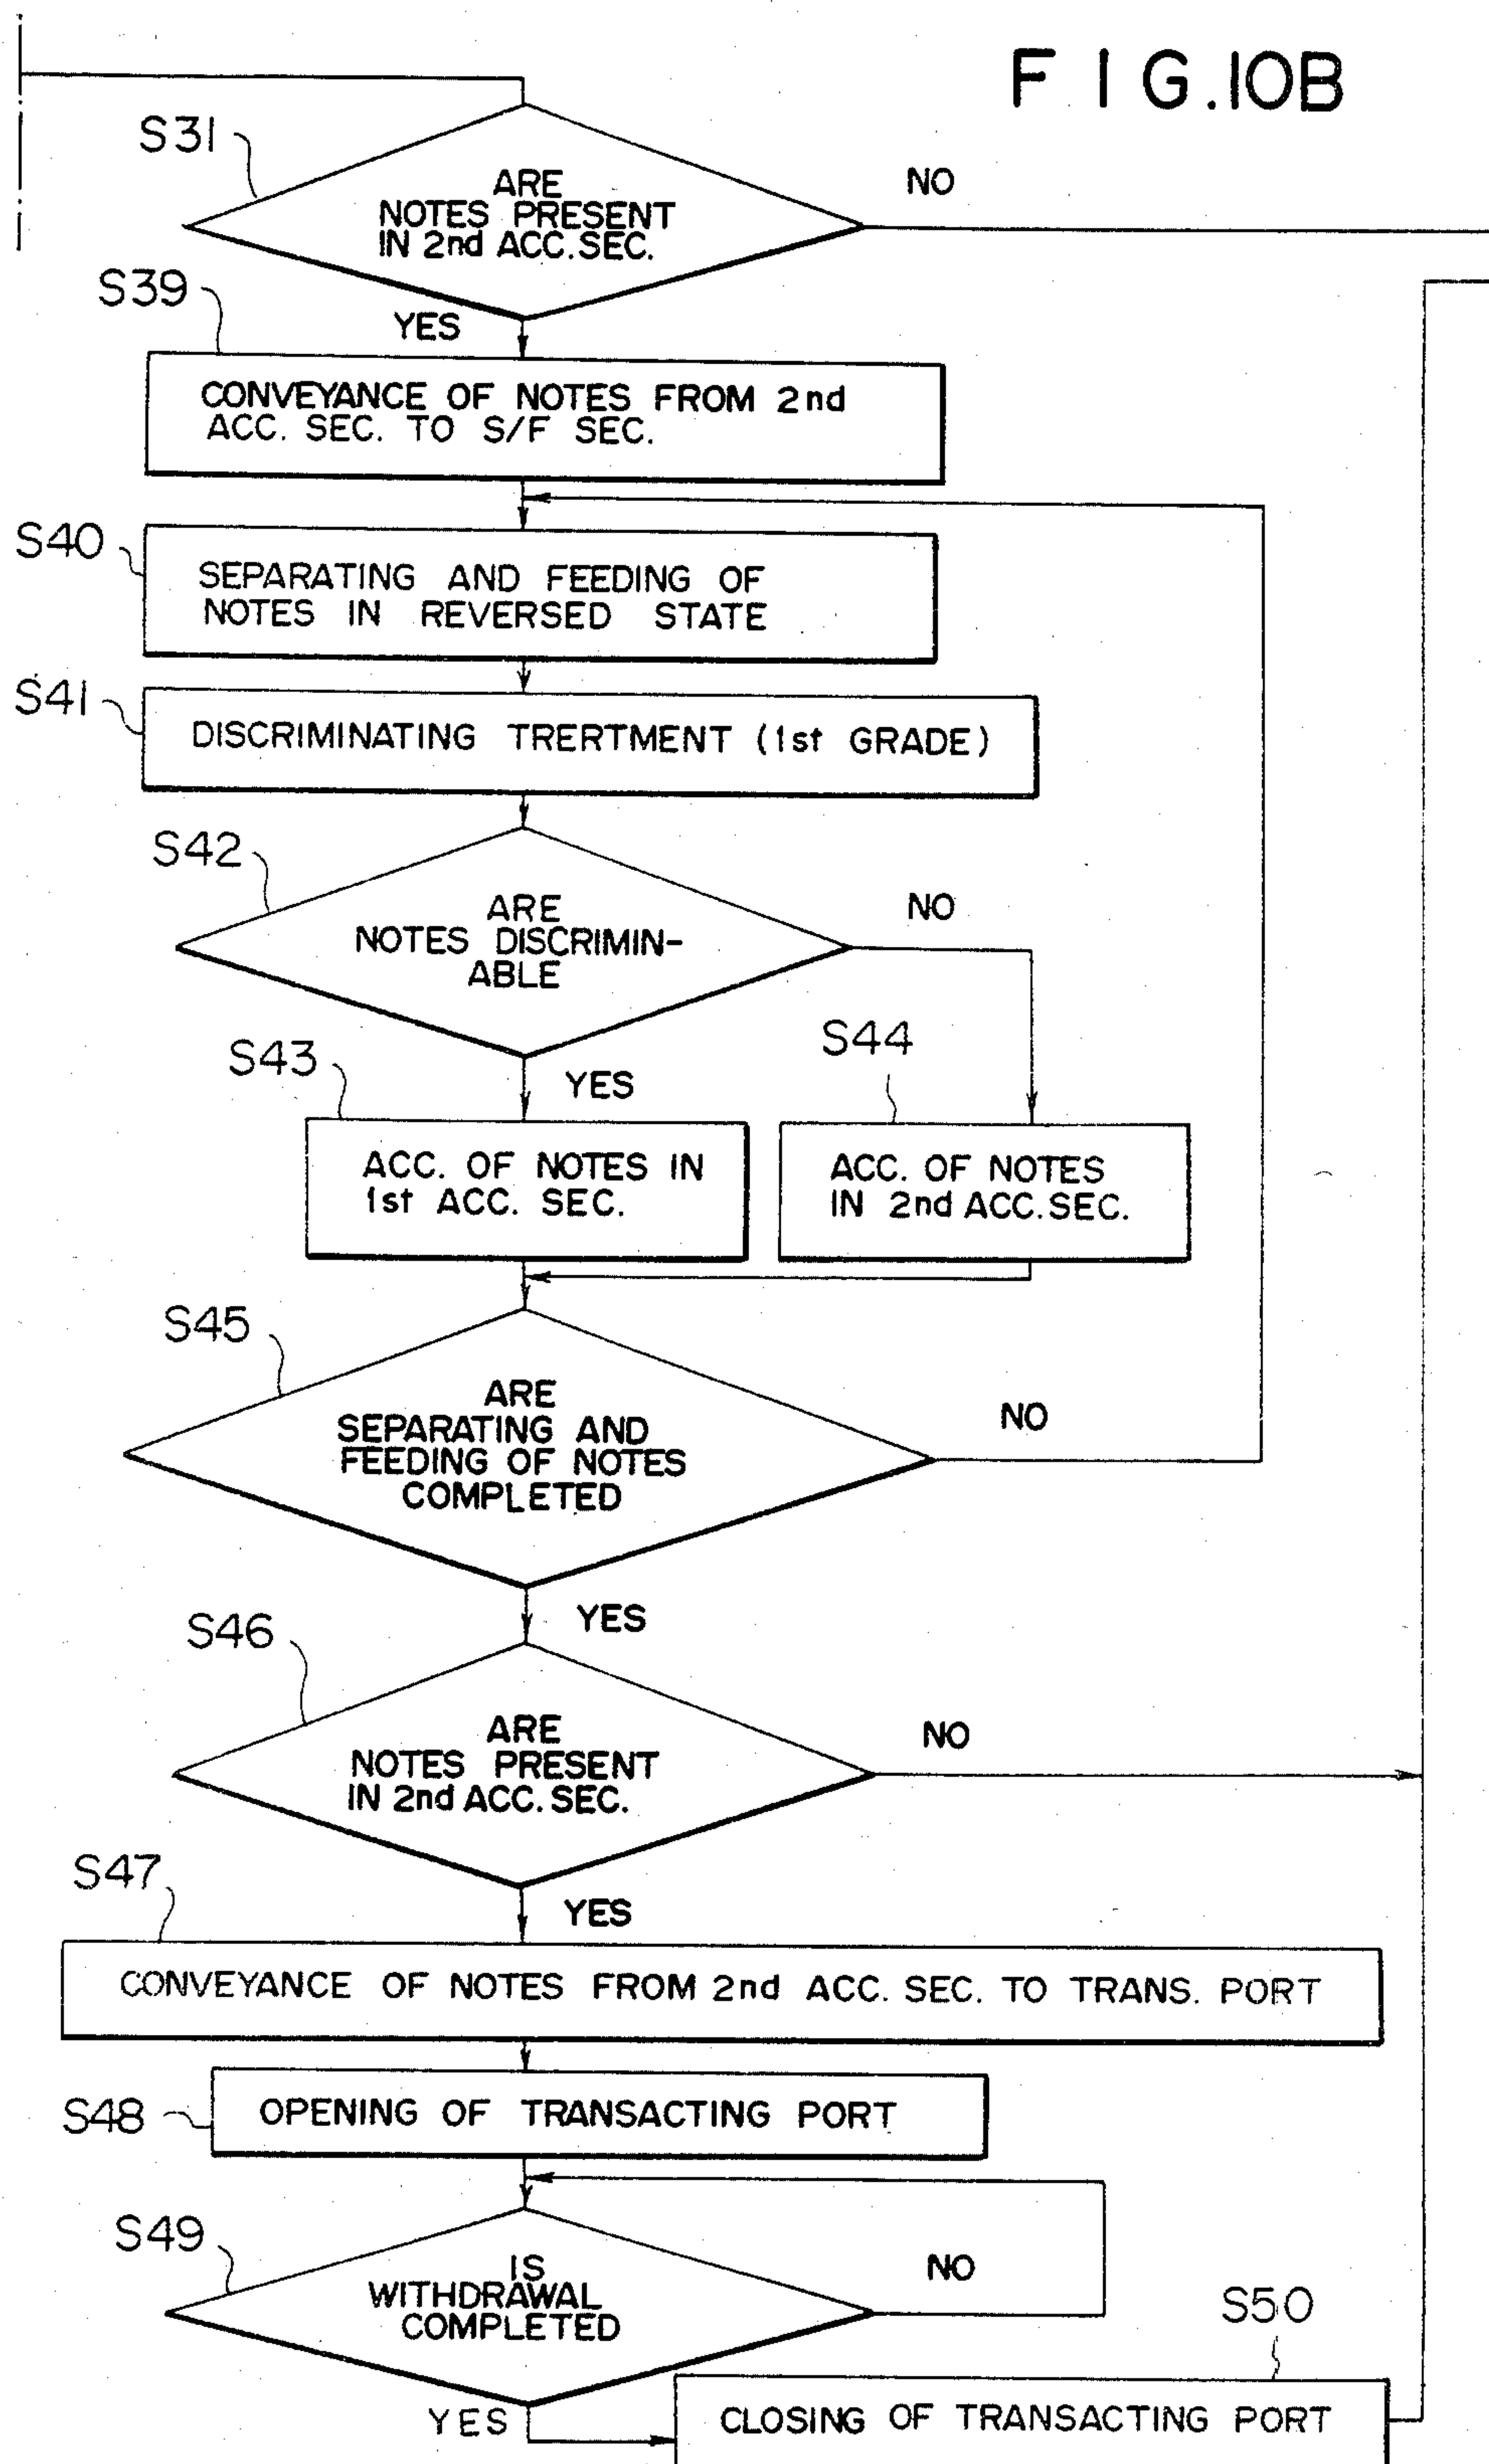 F I G.10B
S31
ARE
NOTES PRESENT
IN 2nd ACC.SEC.
NO
YES
S39
CONVEYANCE OF NOTES FROM 2nd
ACC. SEC. TO S/F SEC.
S40
SEPARATING AND FEEDING OF
NOTES IN REVERSED STATE
S41
DISCRIMINATING TRERTMENT (1st GRADE)
S42
ARE
NOTES DISCRIMIN-
ABLE
NO
YES
S43
ACC. OF NOTES IN
1st ACC. SEC.
S44
ACC. OF NOTES
IN 2nd ACC.SEC.
S45
ARE
SEPARATING AND
FEEDING OF NOTES
COMPLETED
NO
YES
S46
ARE
NOTES PRESENT
IN 2nd ACC.SEC.
NO
YES
S47
CONVEYANCE OF NOTES FROM 2nd ACC. SEC. TO TRANS. PORT
S48
OPENING OF TRANSACTING PORT
S49
IS
WITHDRAWAL
COMPLETED
NO
YES
S50
CLOSING OF TRANSACTING PORT